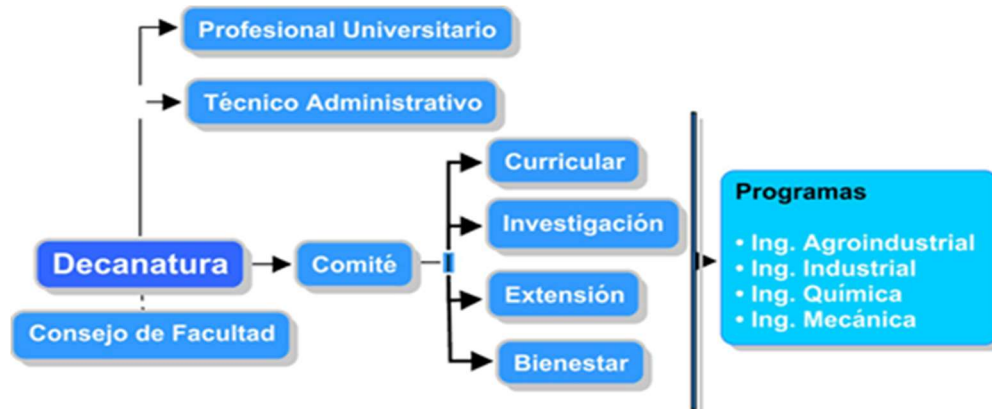 Profesional Universitario
Técnico Administrativo
Curricular
Investigación
Decanatura
Comité
Extensión
Consejo de Facultad
Bienestar
Programas
• Ing. Agroindustrial
• Ing. Industrial
• Ing. Química
• Ing. Mecánica